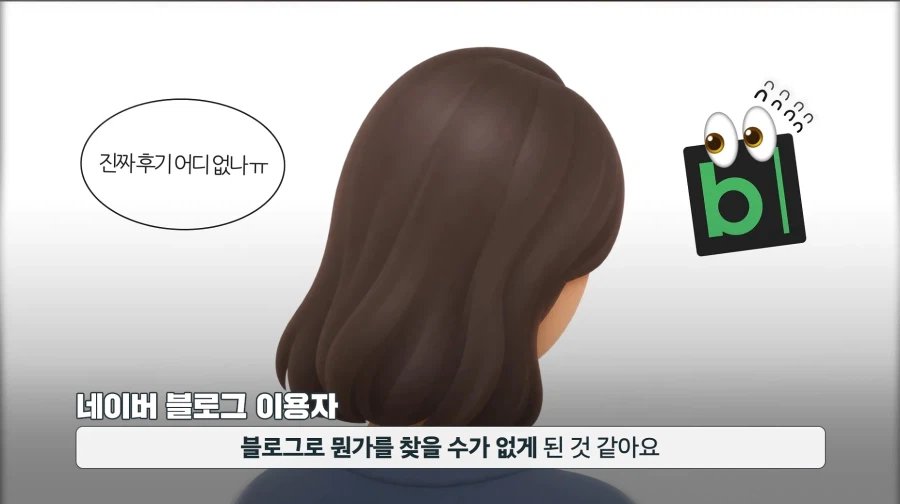 진짜 후기 어디 없나ㅠ
b|
네이버 블로그 이용자
블로그로 뭔가를 찾을 수가 없게 된 것 같아요